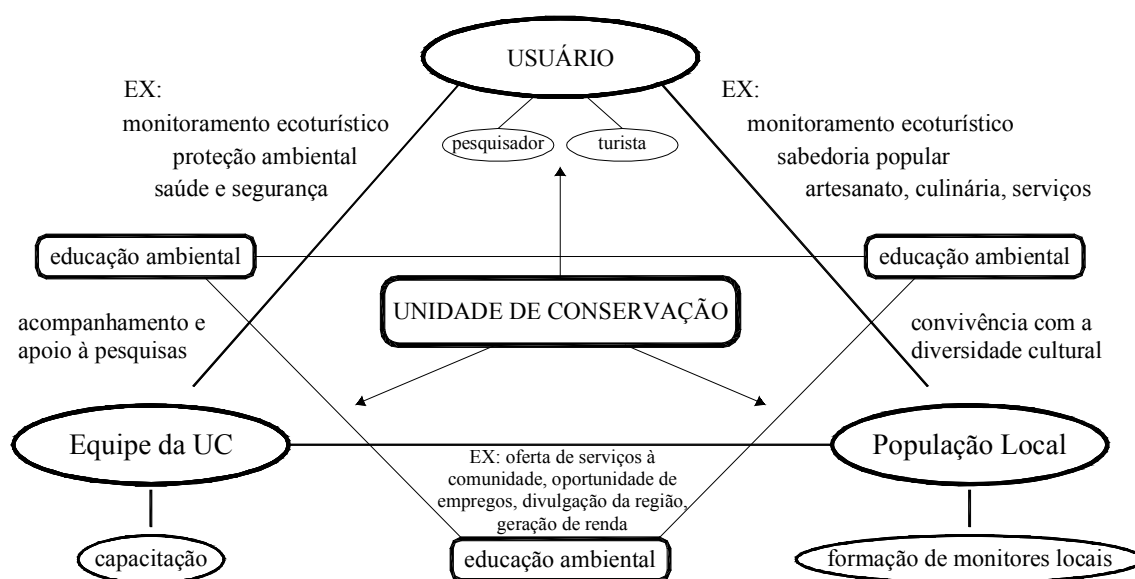 USUÁRIO
EX:
monitoramento ecoturístico
proteção ambiental
saúde e segurança
pesquisador
turista
EX:
monitoramento ecoturístico
sabedoria popular
artesanato, culinária, serviços
educação ambiental
educação ambiental
UNIDADE DE CONSERVAÇÃO
acompanhamento e
apoio à pesquisas
convivência com a
diversidade cultural
Equipe da UC
População Local
EX: oferta de serviços à
comunidade, oportunidade de
empregos, divulgação da região,
geração de renda
capacitação
educação ambiental
formação de monitores locais